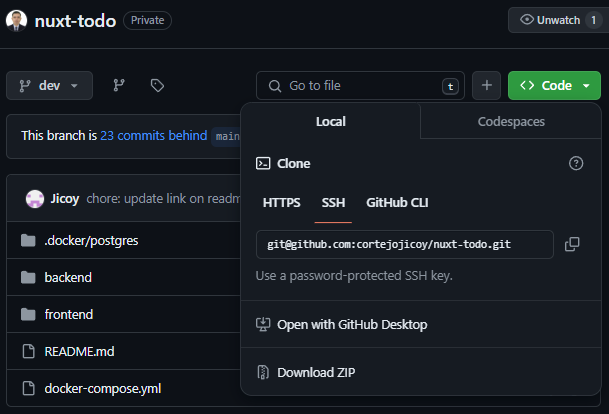 nuxt-todo Private
Unwatch 1
dev
Go to file t
Code
This branch is 23 commits behind main
Local Codespaces
Clone
HTTPS SSH GitHub CLI
git@github.com:cortejojicoy/nuxt-todo.git
Use a password-protected SSH key.
Open with GitHub Desktop
Download ZIP
Jicoy chore: update link on readm
.docker/postgres
backend
frontend
README.md
docker-compose.yml